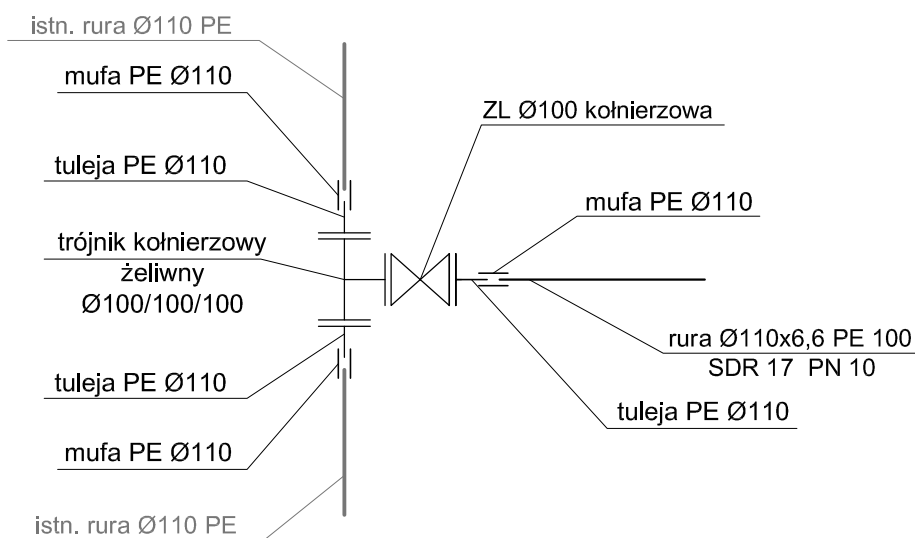 istn. rura Ø110 PE
mufa PE Ø110
ZL Ø100 kołnierzowa
tuleja PE Ø110
mufa PE Ø110
trójnik kołnierzowy
żeliwny
Ø100/100/100
rura Ø110x6,6 PE 100
SDR 17 PN 10
tuleja PE Ø110
tuleja PE Ø110
mufa PE Ø110
istn. rura Ø110 PE